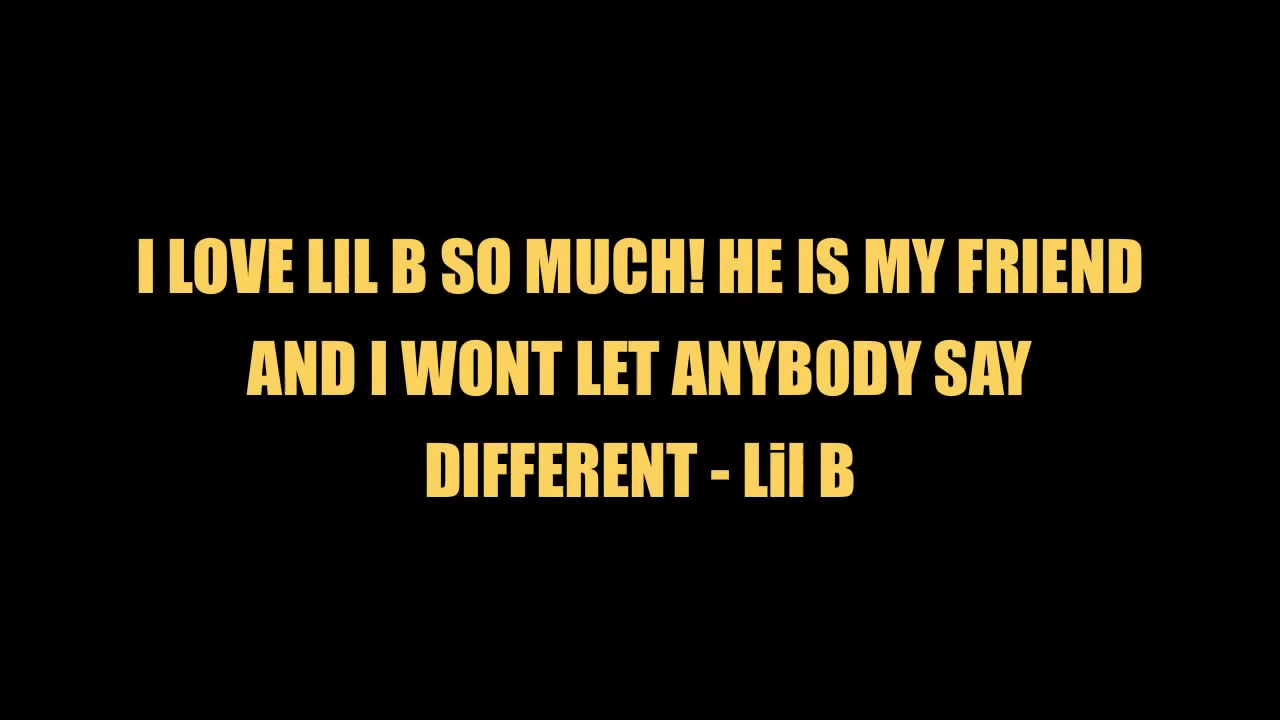 I LOVE LIL B SO MUCH! HE IS MY FRIEND
AND I WONT LET ANYBODY SAY
DIFFERENT - Lil B